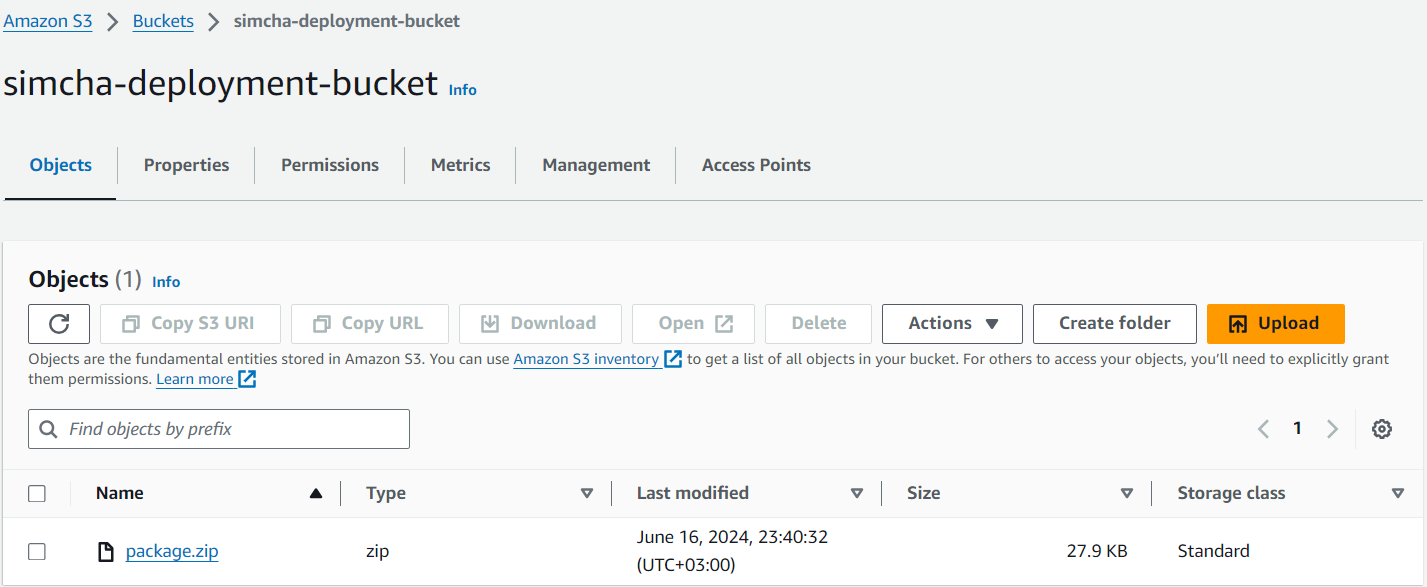 Amazon S3 > Buckets > simcha-deployment-bucket
simcha-deployment-bucket Info
Objects Properties Permissions Metrics Management Access Points
Objects (1) Info
Copy S3 URI Copy URL Download Open Delete Actions Create folder Upload
Objects are the fundamental entities stored in Amazon S3. You can use Amazon S3 inventory to get a list of all objects in your bucket. For others to access your objects, you'll need to explicitly grant
them permissions. Learn more
Find objects by prefix
1
Name Type Last modified Size Storage class
package.zip zip June 16, 2024, 23:40:32 27.9 KB Standard
(UTC+03:00)